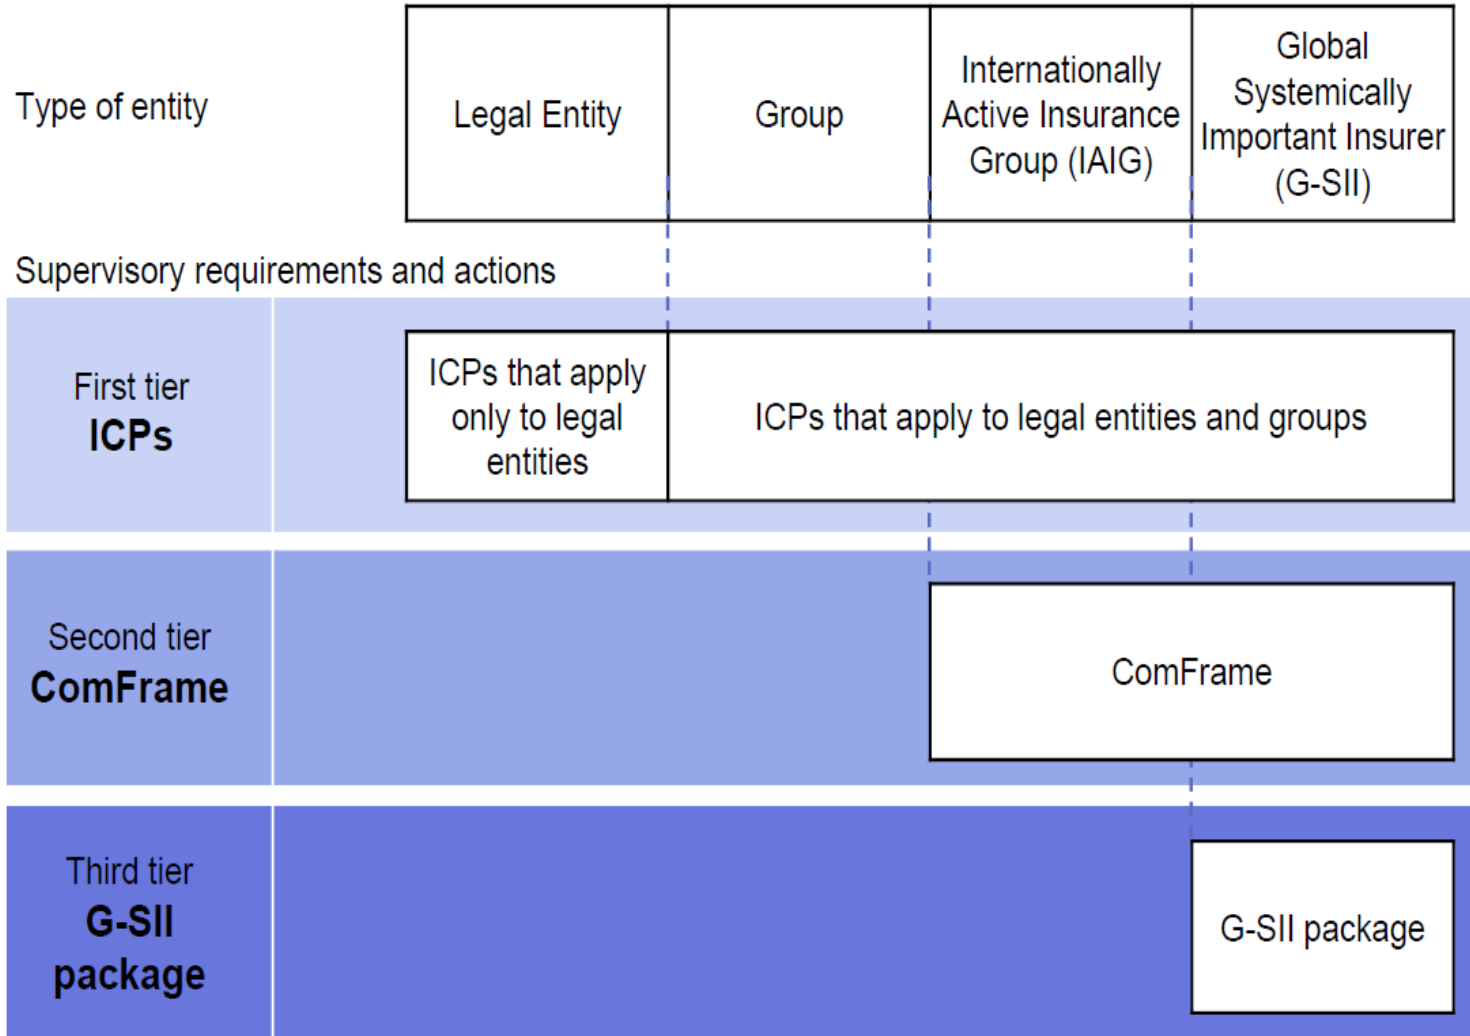 Type of entity
Legal Entity
Group
Internationally
Active Insurance
Group (IAIG)
Global
Systemically
Important Insurer
(G-SII)
Supervisory requirements and actions
First tier
ICPs
ICPs that apply
only to legal
entities
ICPs that apply to legal entities and groups
Second tier
ComFrame
ComFrame
Third tier
G-SII
package
G-SII package